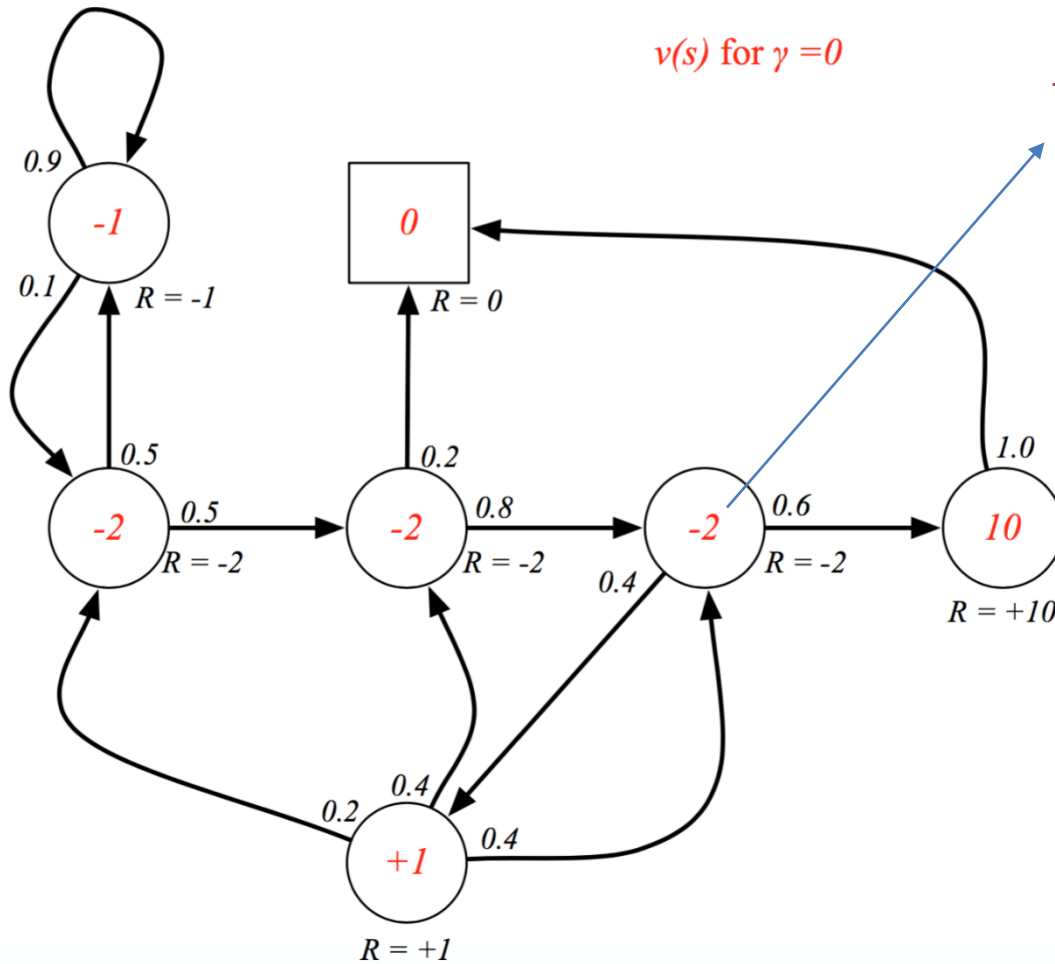 v(s) for γ =0
0.9
-1
0
0.1
R = -1
R = 0
0.5
0.2
1.0
-2
0.5
-2
0.8
-2
0.6
10
R = -2
R = -2
R = -2
0.4
R = +10
0.4
0.2
0.4
+1
R = +1